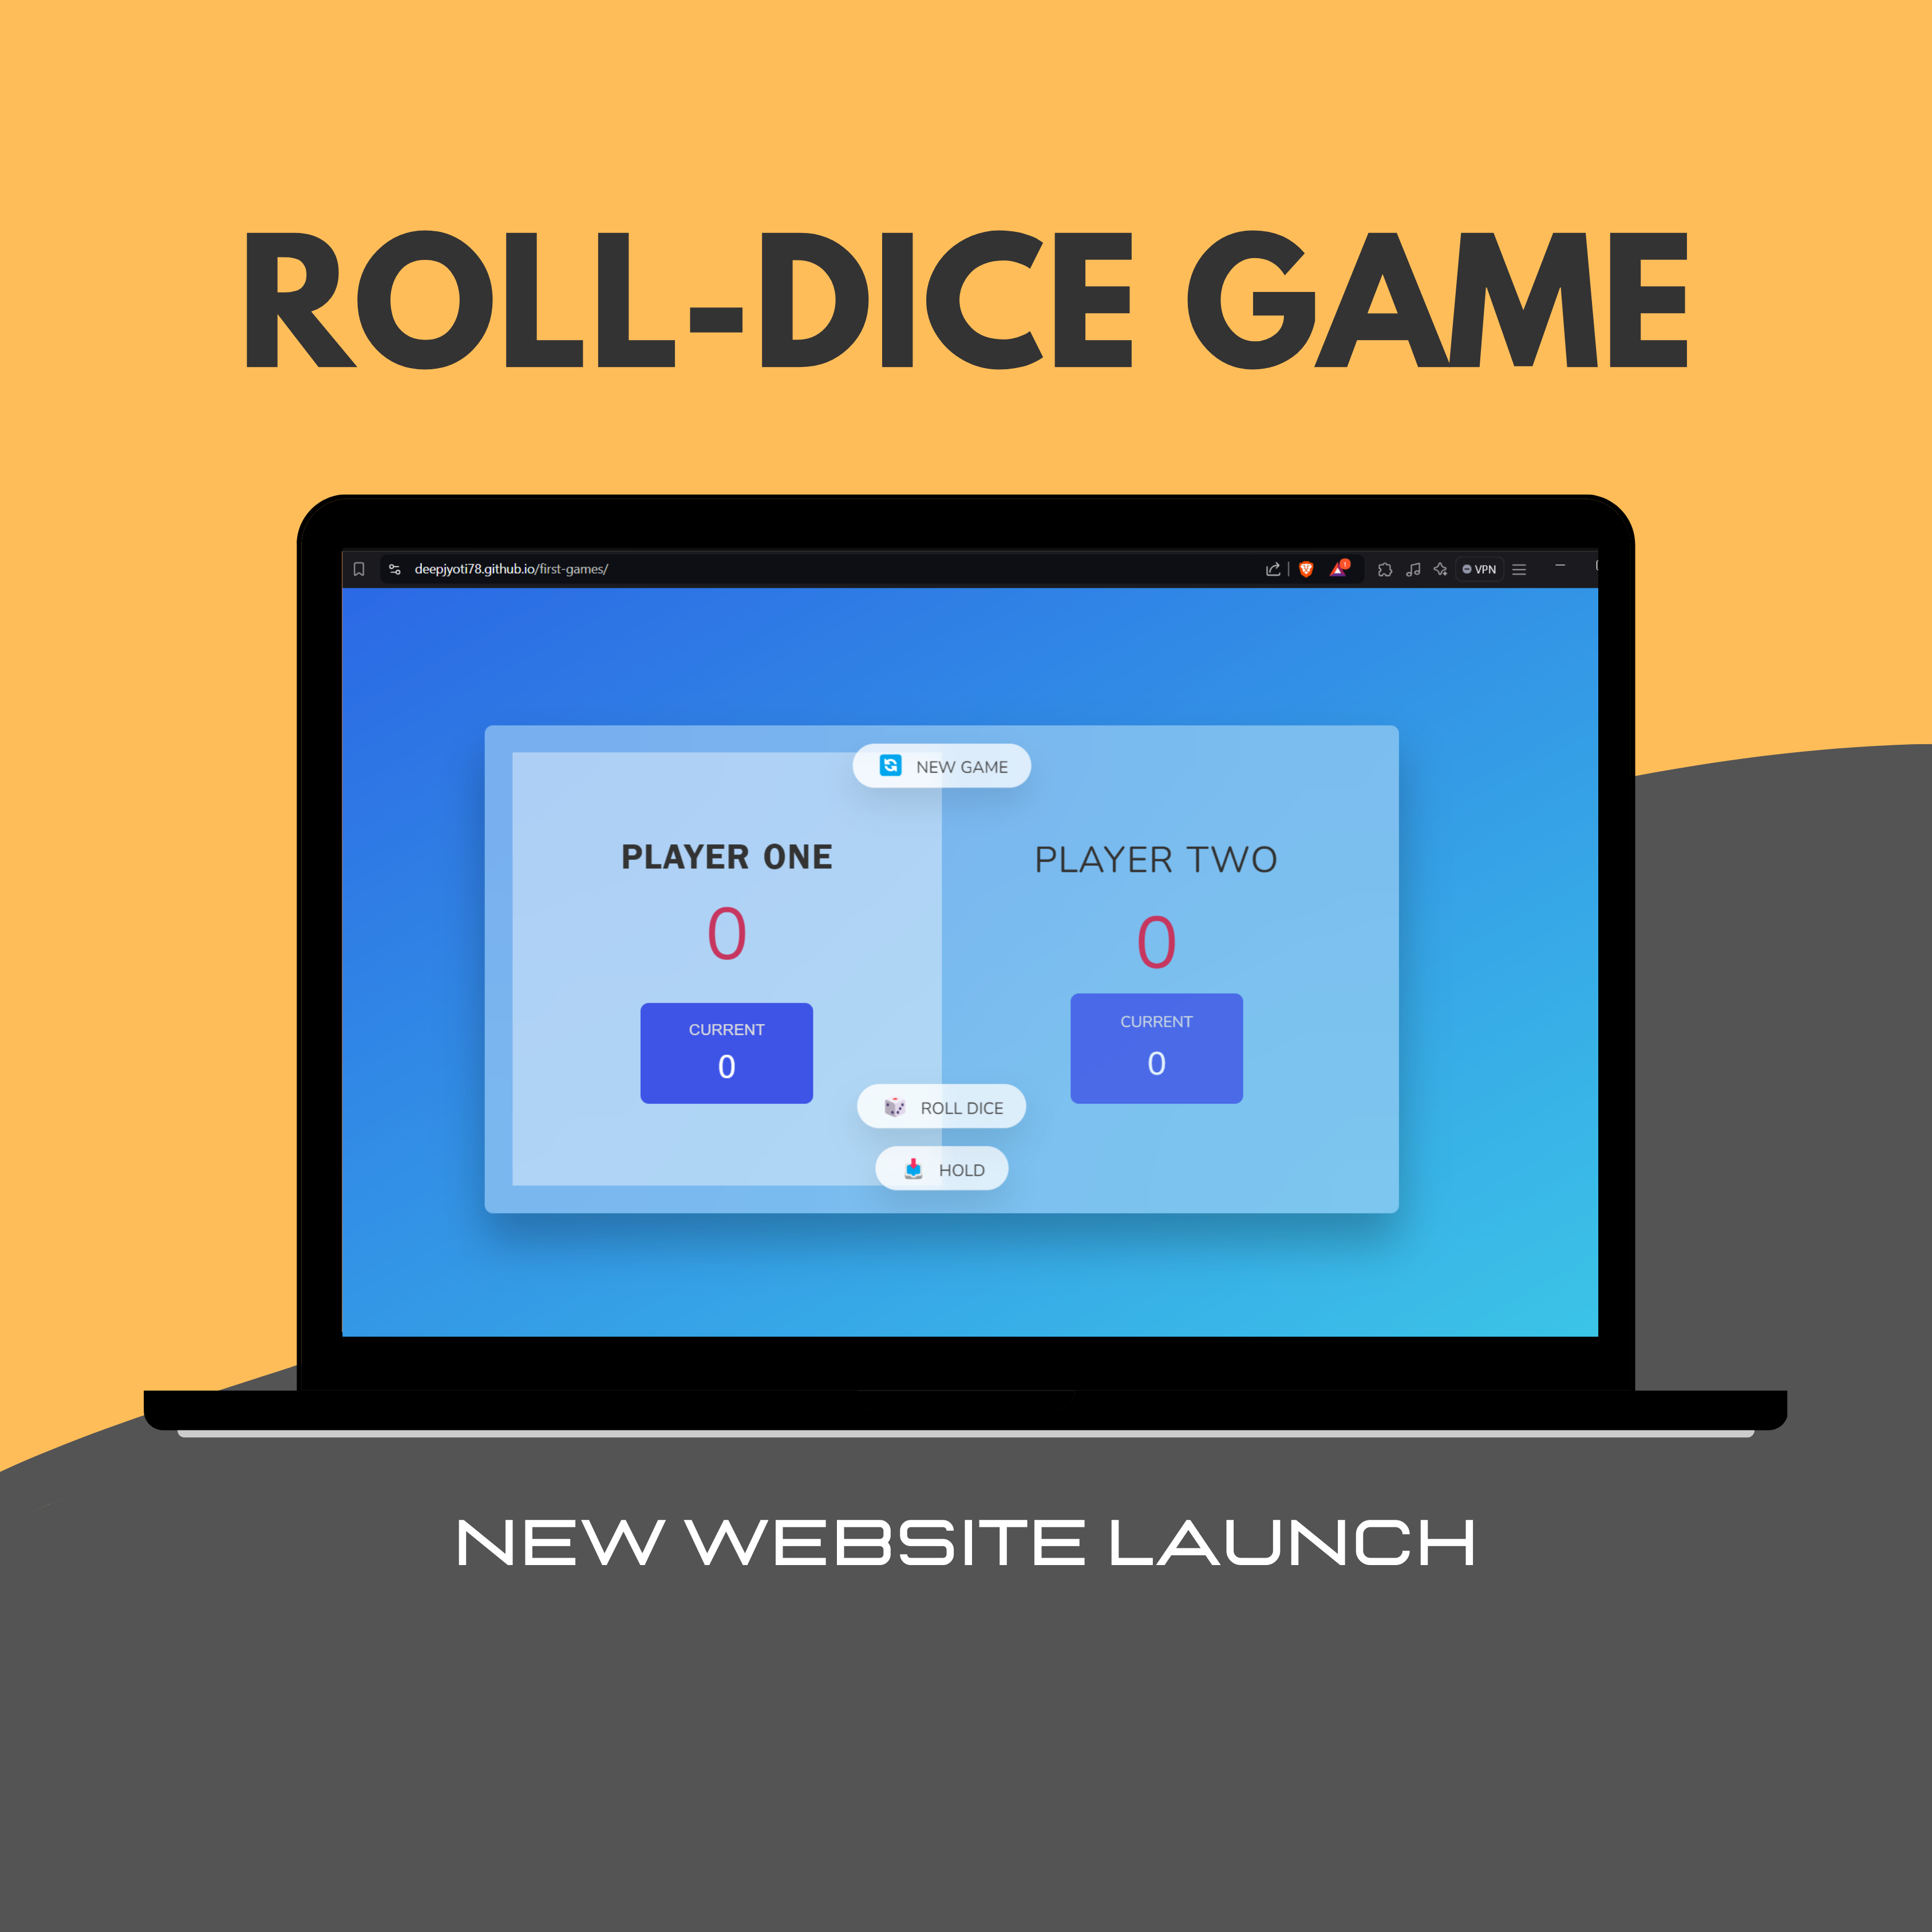 ROLL-DICE GAME
deepjyoti78.github.io/first-games/
VPN
NEW GAME
PLAYER ONE
PLAYER TWO
0
0
CURRENT
CURRENT
0
0
ROLL DICE
HOLD
NEW WEBSITE LAUNCH